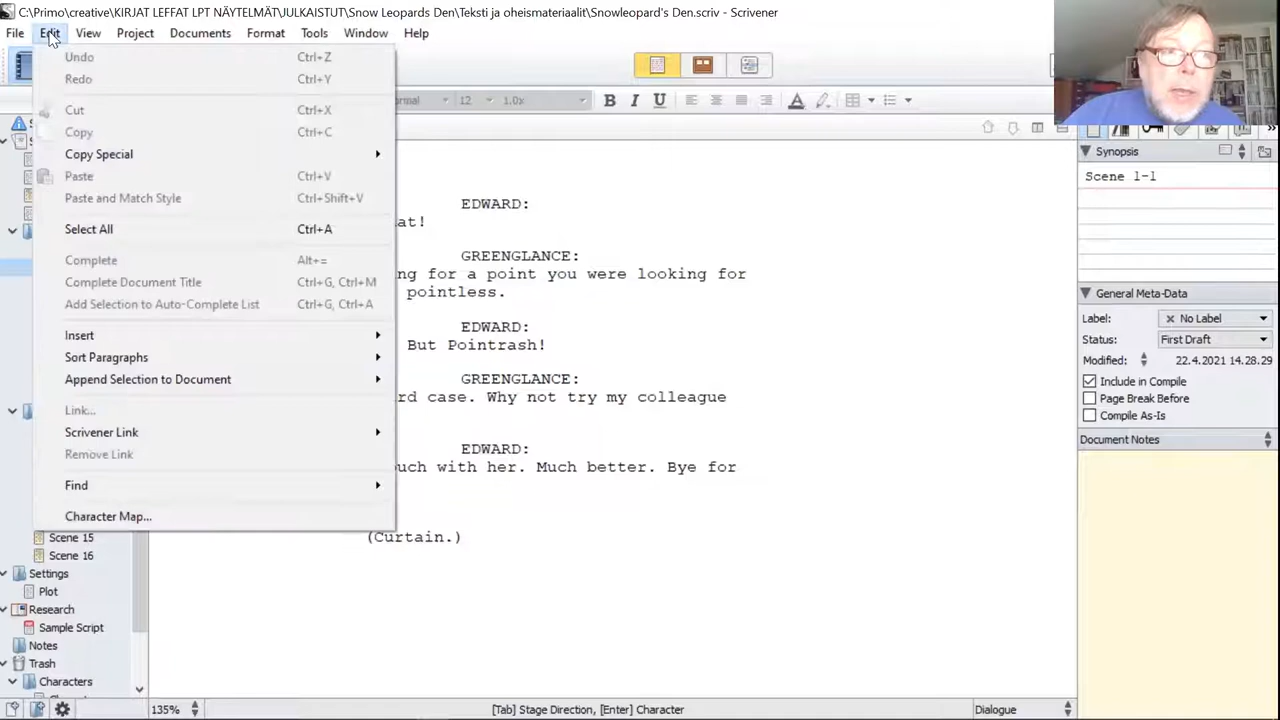 C:\Primo\creative\KIRJAT LEFFAT LPT NÄYTELMÄT\JULKAISTUT\Snow Leopards Den\Teksti ja oheismateriaalit\Snowleopard's Den.scriv - Scrivener
File Edit View Project Documents Format Tools Window Help
Undo Ctrl+Z
Redo Ctrl+Y
Cut Ctrl+X
Copy Ctrl+C
Copy Special
Paste Ctrl+V
Paste and Match Style Ctrl+Shift+V
Select All Ctrl+A
Complete Alt+=
Complete Document Title Ctrl+G, Ctrl+M
Add Selection to Auto-Complete List Ctrl+G, Ctrl+A
Insert
Sort Paragraphs
Append Selection to Document
Link...
Scrivener Link
Remove Link
Find
Character Map...
12 1.0x B I U A
EDWARD:
at!
GREENGLANCE:
ng for a point you were looking for
pointless.
EDWARD:
But Pointrash!
GREENGLANCE:
rd case. Why not try my colleague
EDWARD:
ouch with her. Much better. Bye for
(Curtain.)
Scene 15
Scene 16
Settings
Plot
Research
Sample Script
Notes
Trash
Characters
Synopsis
Scene 1-1
General Meta-Data
Label: No Label
Status: First Draft
Modified: 22.4.2021 14.28.29
Include in Compile
Page Break Before
Compile As-Is
Document Notes
135% [Tab] Stage Direction, [Enter] Character Dialogue